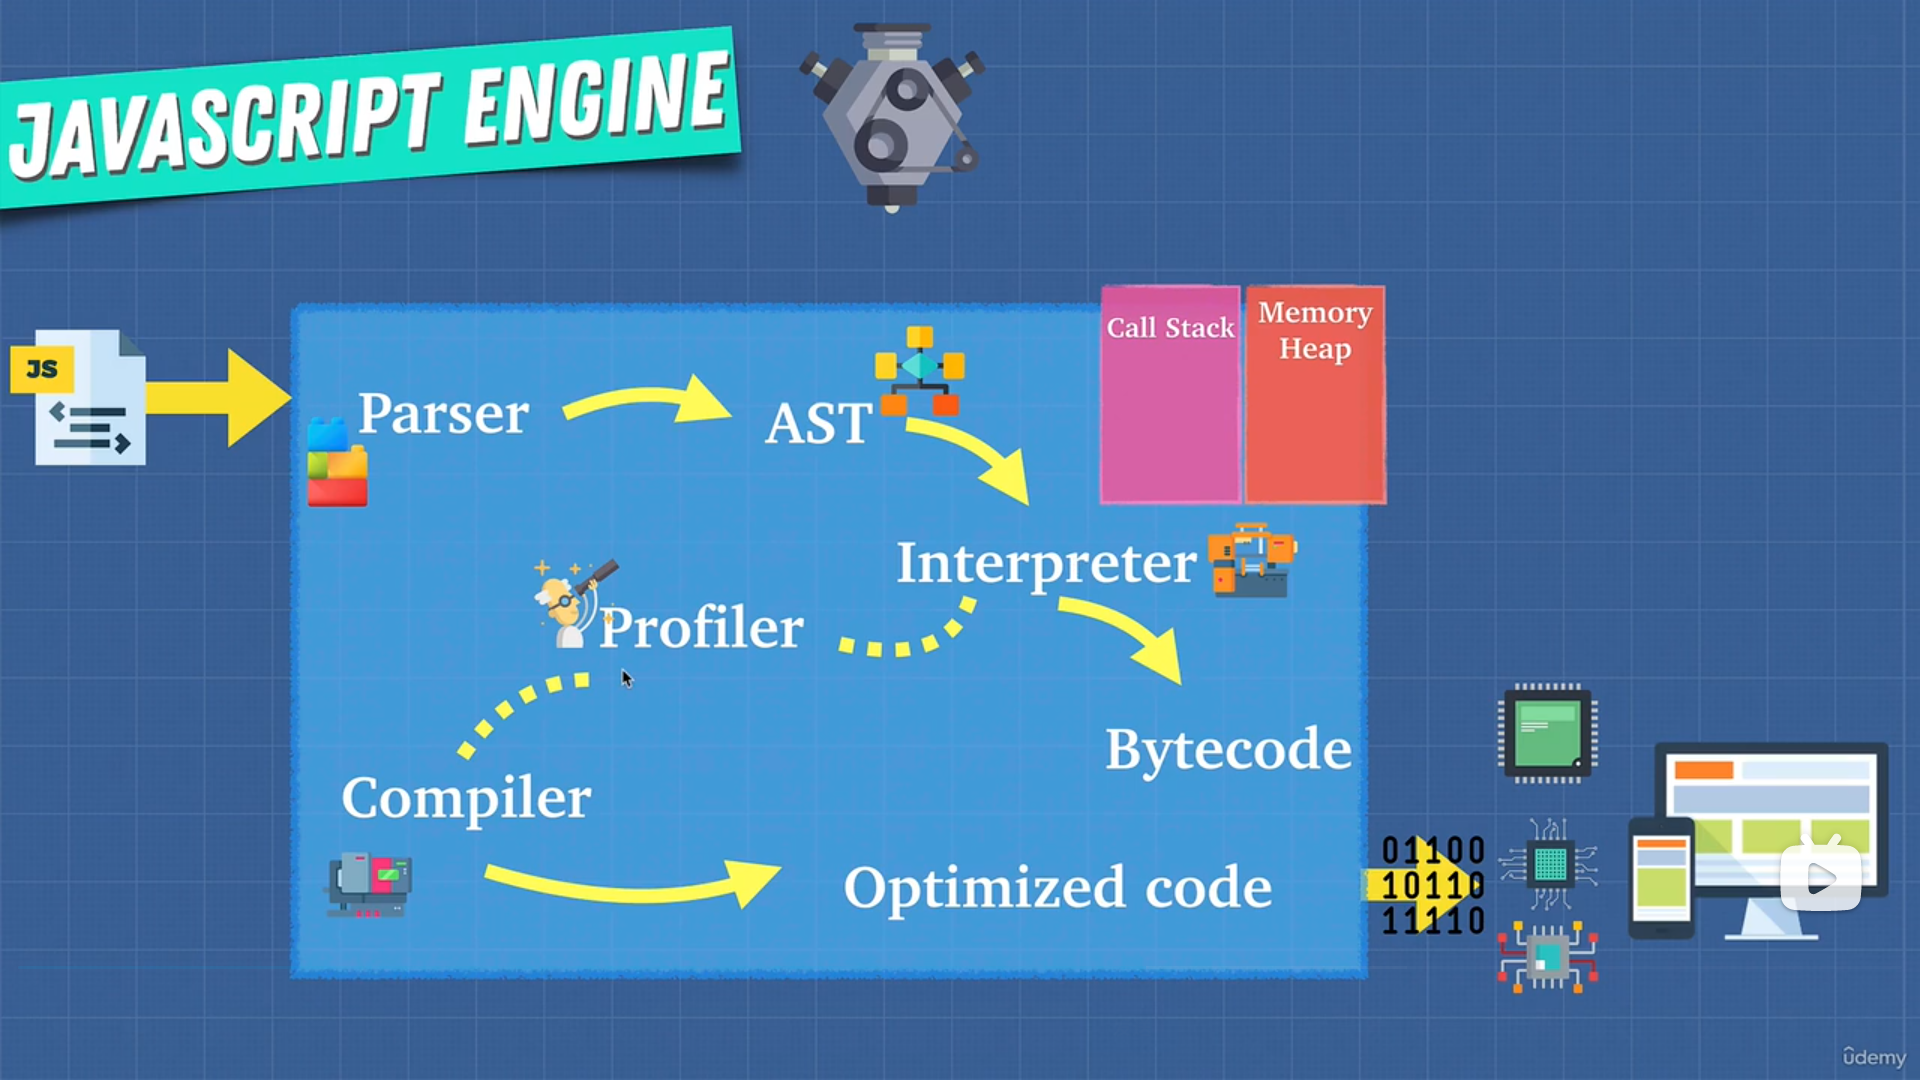 JAVASCRIPT ENGINE
JS
Parser
AST
Call Stack
Memory
Heap
Interpreter
Profiler
Bytecode
Compiler
Optimized code
01100
10110
11110
ûdemy